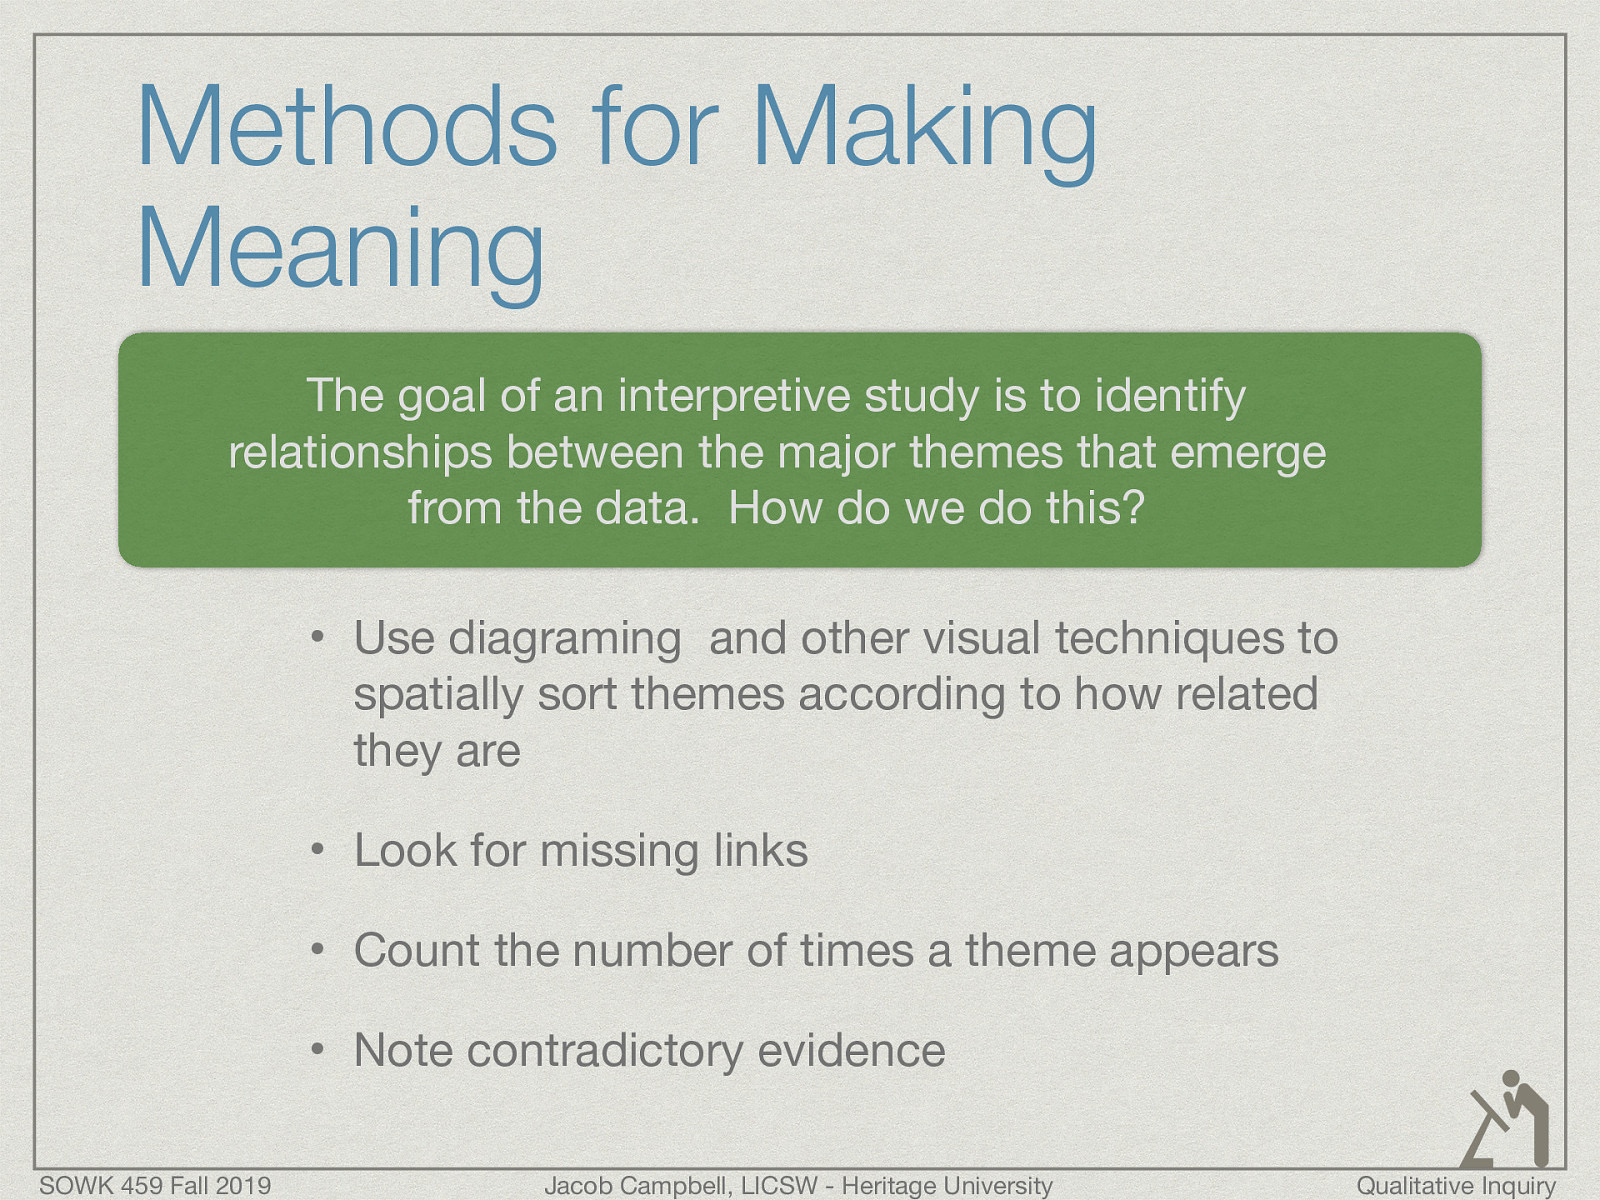 Methods for Making
Meaning
The goal of an interpretive study is to identify
relationships between the major themes that emerge
from the data.  How do we do this?
• Use diagraming  and other visual techniques to
spatially sort themes according to how related
they are
• Look for missing links
• Count the number of times a theme appears
• Note contradictory evidence
SOWK 459 Fall 2019
Jacob Campbell, LICSW - Heritage University
Qualitative Inquiry